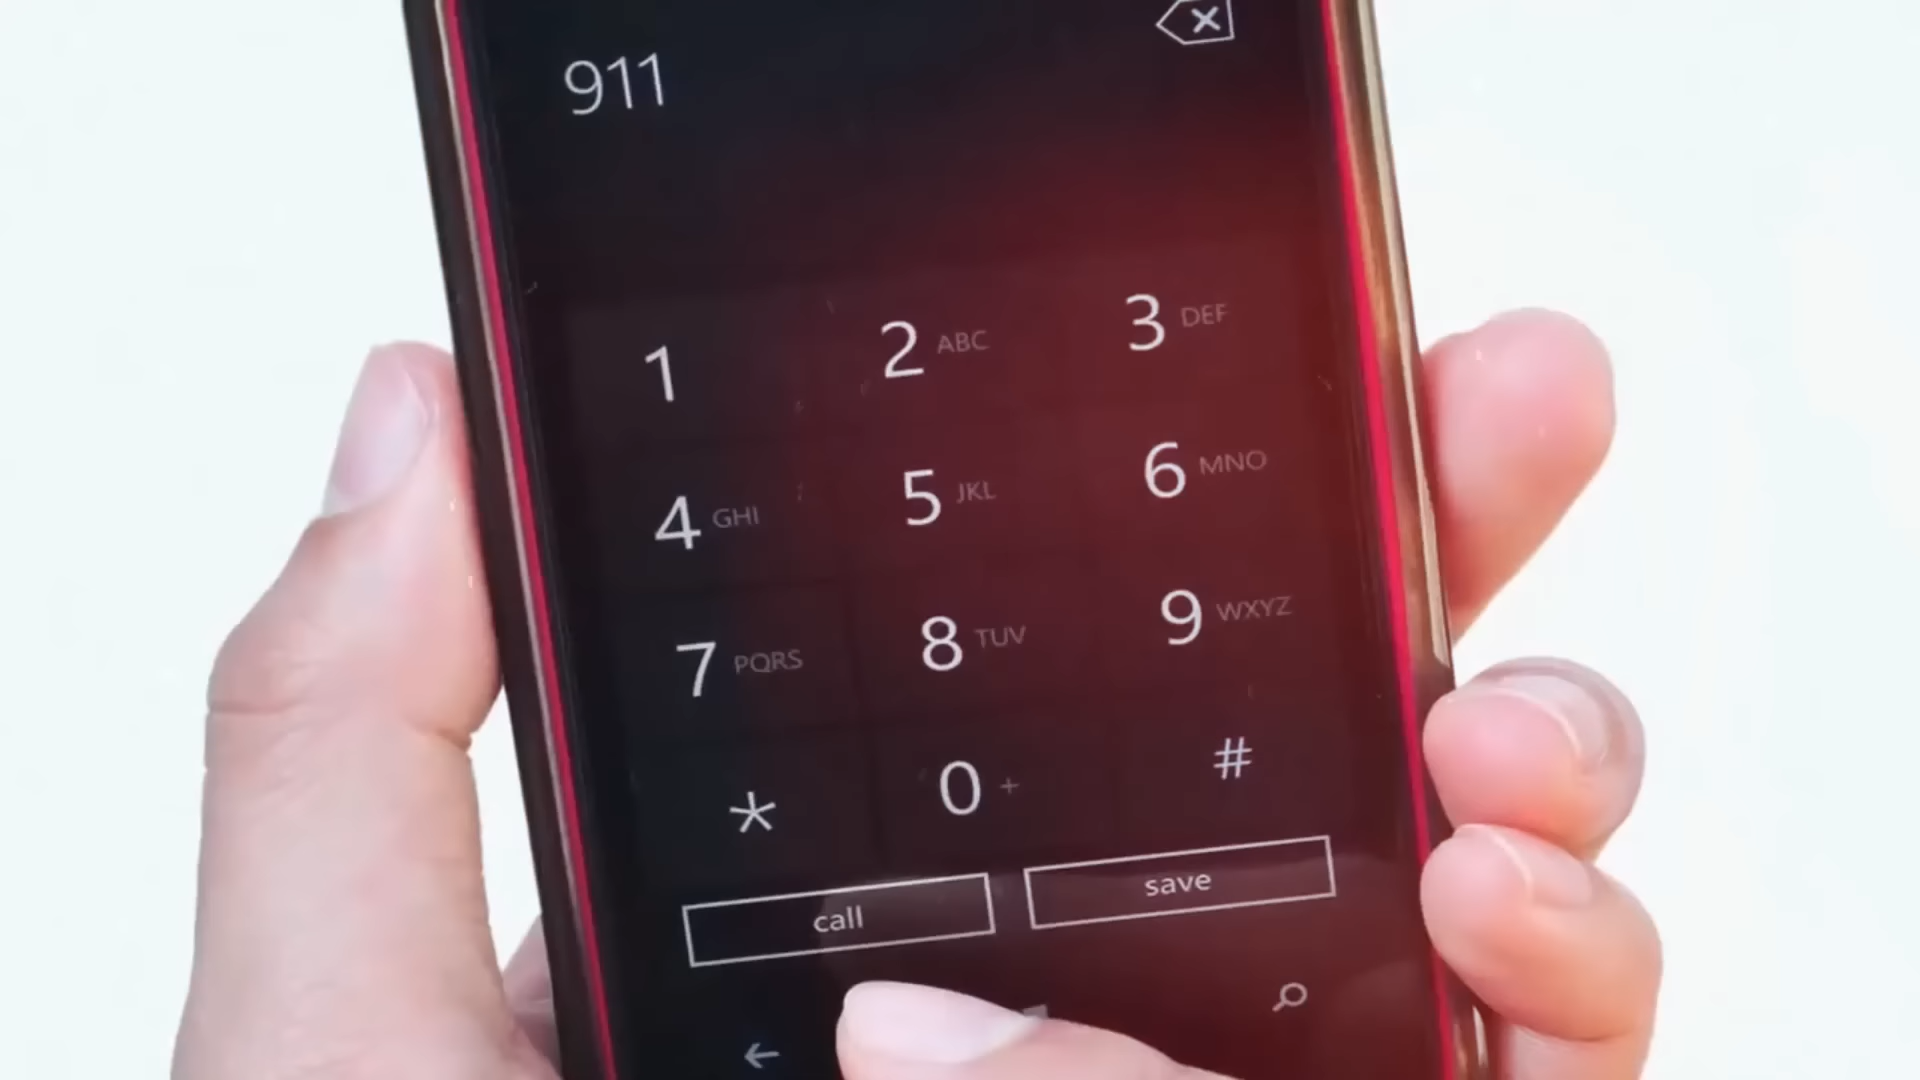 911
1 2 ABC 3 DEF
4 GHI 5 JKL 6 MNO
7 PQRS 8 TUV 9 WXYZ
* 0 + #
call save